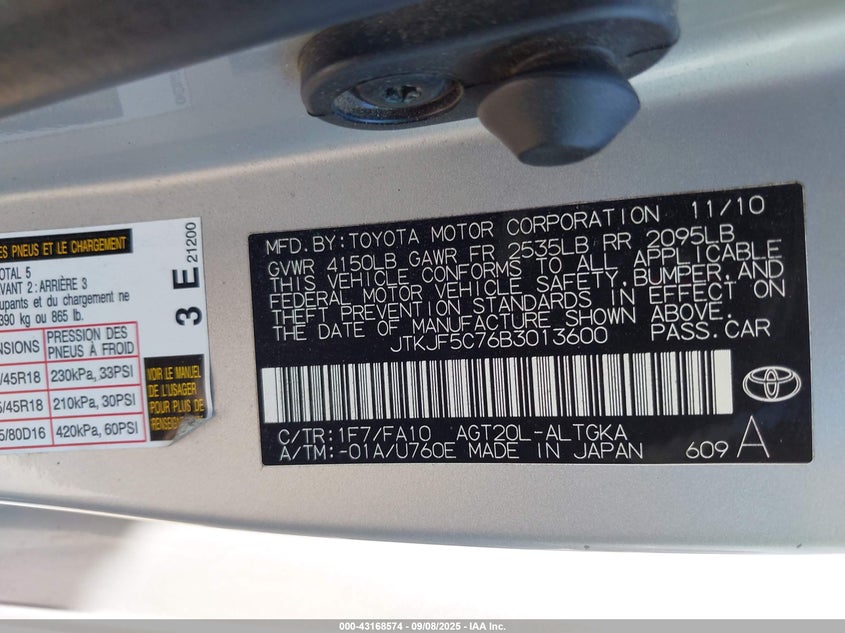 ES PNEUS ET LE CHARGEMENT
OTAL 5
AVANT 2: ARRIÈRE 3
upants et du chargement ne
390 kg ou 865 lb.
NSIONS PRESSION DES
PNEUS À FROID
/45R18 230kPa, 33PSI
/45R18 210kPa, 30PSI
5/80D16 420kPa, 60PSI
3 E 21200
VOIR LE MANUEL
DE L'USAGER
POUR PLUS DE
MFD. BY: TOYOTA MOTOR CORPORATION 11/10
GVWR 4150LB GAWR FR 2535LB RR 2095LB
THIS VEHICLE CONFORMS TO ALL APPLICABLE
FEDERAL MOTOR VEHICLE SAFETY, BUMPER, AND
THEFT PREVENTION STANDARDS IN EFFECT ON
THE DATE OF MANUFACTURE SHOWN ABOVE.
JTKJF5C76B3013600 PASS. CAR
C/TR: 1F7/FA10 AGT20L-ALTGKA
A/TM: -01A/U760E MADE IN JAPAN 609 A
000-43168574 - 09/08/2025 - IAA Inc.